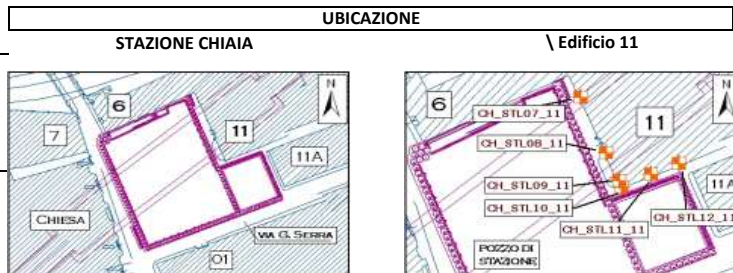 UBICAZIONE
STAZIONE CHIAIA
\ Edificio 11
N
6
7
11
11A
CHIESA
VIA G. SERRA
01
N
6
CH_STL07_11
11
CH_STL08_11
CH_STL09_11
11A
CH_STL10_11
CH_STL12_11
CH_STL11_11
POZZO DI
STAZIONE